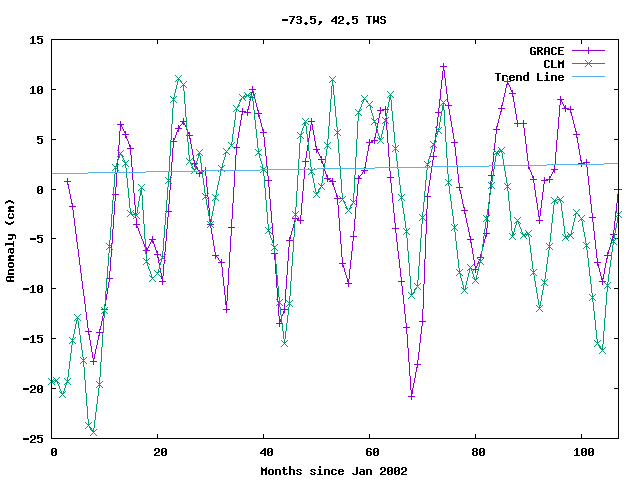 -73.5, 42.5 TWS
GRACE
CLM
Trend Line
15
10
5
0
-5
-10
-15
-20
-25
Anomaly (cm)
0 20 40 60 80 100
Months since Jan 2002